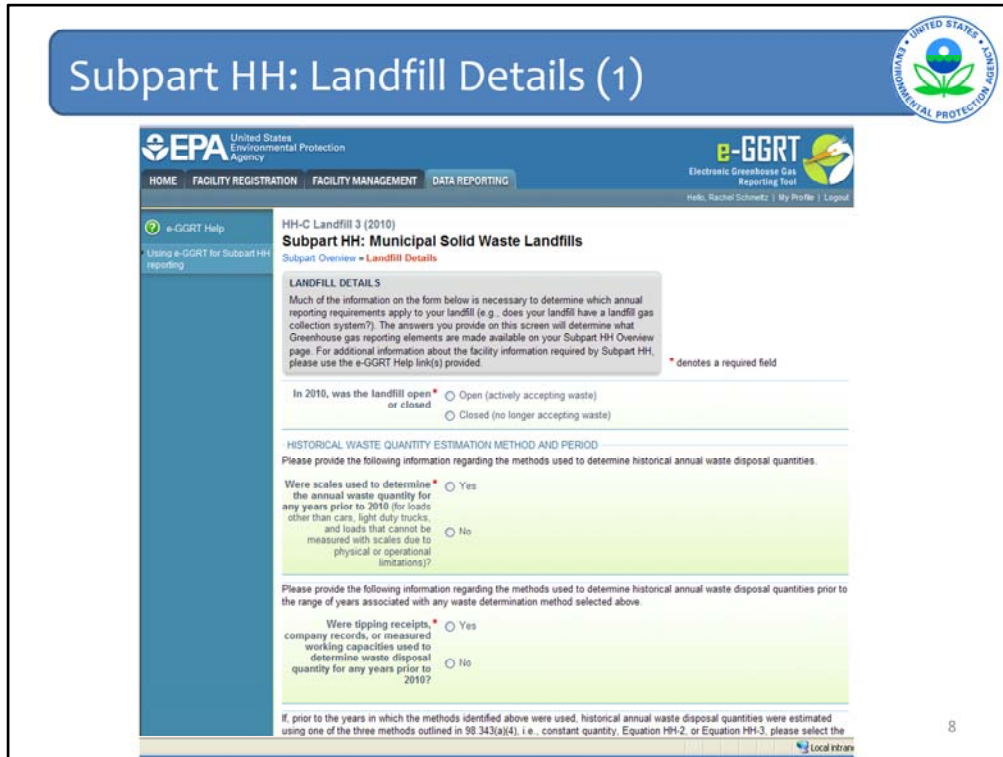 Subpart HH: Landfill Details (1)
UNITED STATES
ENVIRONMENTAL PROTECTION AGENCY
EPA United States
Environmental Protection
Agency
e-GGRT
Electronic Greenhouse Gas
Reporting Tool
HOME FACILITY REGISTRATION FACILITY MANAGEMENT DATA REPORTING
Hello, Rachel Schmeltz | My Profile | Logout
? e-GGRT Help
Using e-GGRT for Subpart HH
reporting
HH-C Landfill 3 (2010)
Subpart HH: Municipal Solid Waste Landfills
Subpart Overview » Landfill Details
LANDFILL DETAILS
Much of the information on the form below is necessary to determine which annual
reporting requirements apply to your landfill (e.g., does your landfill have a landfill gas
collection system?). The answers you provide on this screen will determine what
Greenhouse gas reporting elements are made available on your Subpart HH Overview
page. For additional information about the facility information required by Subpart HH,
please use the e-GGRT Help link(s) provided.
* denotes a required field
In 2010, was the landfill open *
or closed
Open (actively accepting waste)
Closed (no longer accepting waste)
HISTORICAL WASTE QUANTITY ESTIMATION METHOD AND PERIOD
Please provide the following information regarding the methods used to determine historical annual waste disposal quantities.
Were scales used to determine *
the annual waste quantity for
any years prior to 2010 (for loads
other than cars, light duty trucks,
and loads that cannot be
measured with scales due to
physical or operational
limitations)?
Yes
No
Please provide the following information regarding the methods used to determine historical annual waste disposal quantities prior to
the range of years associated with any waste determination method selected above.
Were tipping receipts, *
company records, or measured
working capacities used to
determine waste disposal
quantity for any years prior to
2010?
Yes
No
If, prior to the years in which the methods identified above were used, historical annual waste disposal quantities were estimated
using one of the three methods outlined in 98.343(a)(4), i.e., constant quantity, Equation HH-2, or Equation HH-3, please select the
Local intran
8